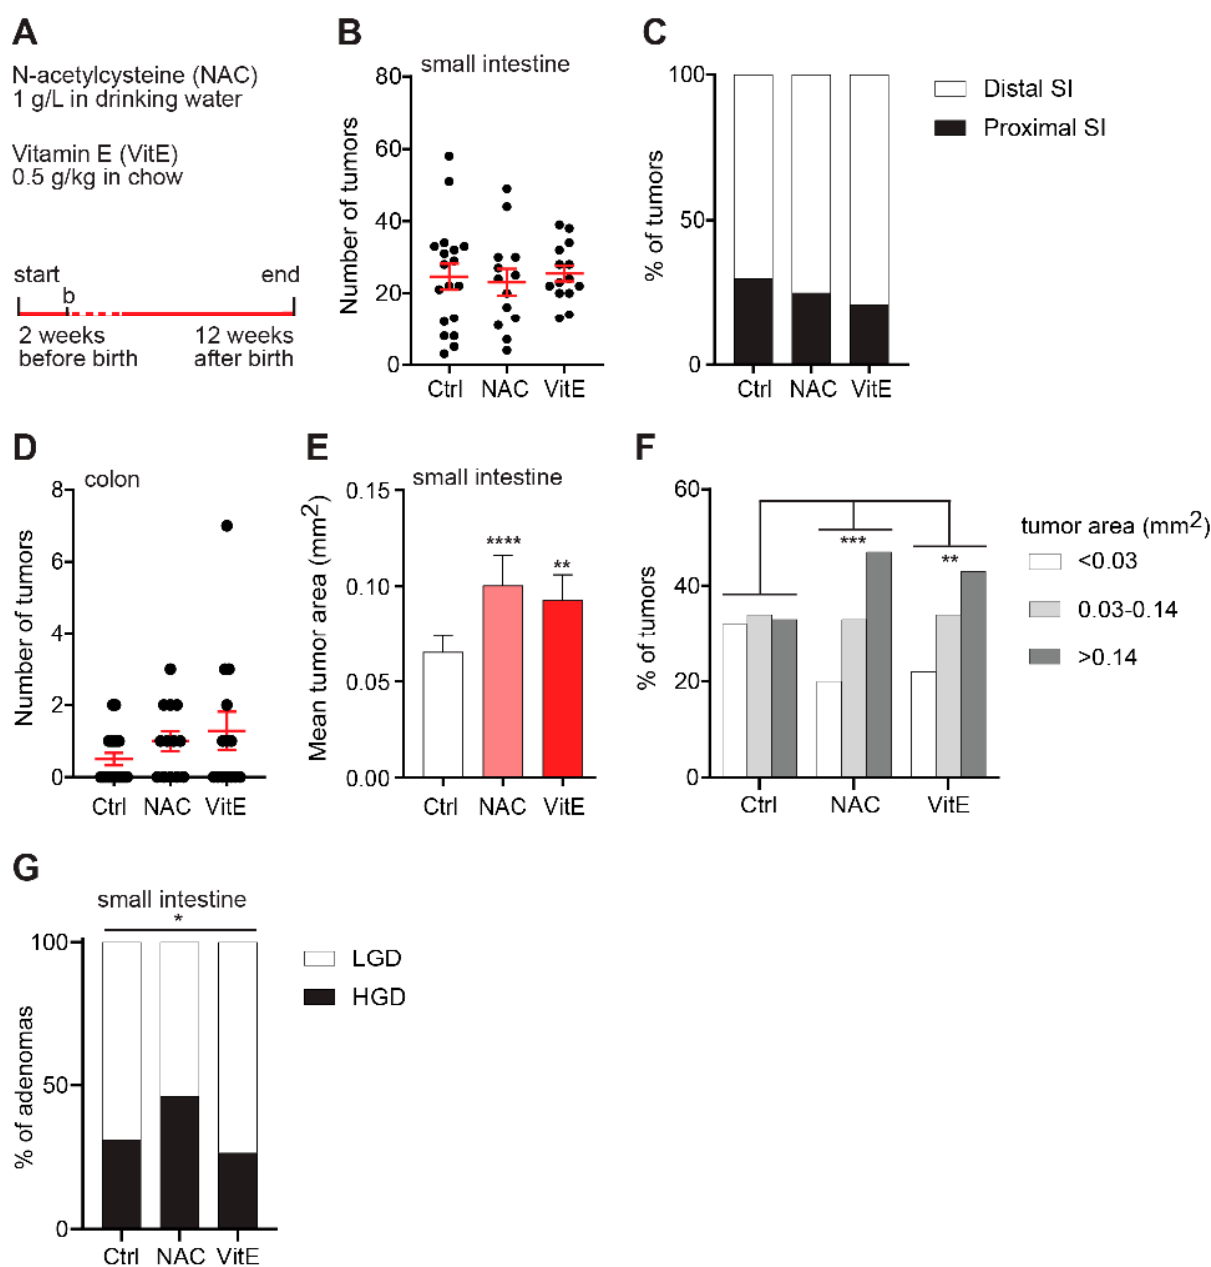 A
N-acetylcysteine (NAC)
1 g/L in drinking water
Vitamin E (VitE)
0.5 g/kg in chow
start
b
end
2 weeks
before birth
12 weeks
after birth
B
small intestine
Number of tumors
80
60
40
20
0
Ctrl NAC VitE
C
% of tumors
100
50
0
Ctrl NAC VitE
Distal SI
Proximal SI
D
colon
Number of tumors
8
6
4
2
0
Ctrl NAC VitE
E
small intestine
Mean tumor area (mm2)
0.15
0.10
0.05
0.00
****
**
Ctrl NAC VitE
F
% of tumors
60
40
20
0
***
**
Ctrl NAC VitE
tumor area (mm2)
<0.03
0.03-0.14
>0.14
G
small intestine
*
% of adenomas
100
50
0
Ctrl NAC VitE
LGD
HGD